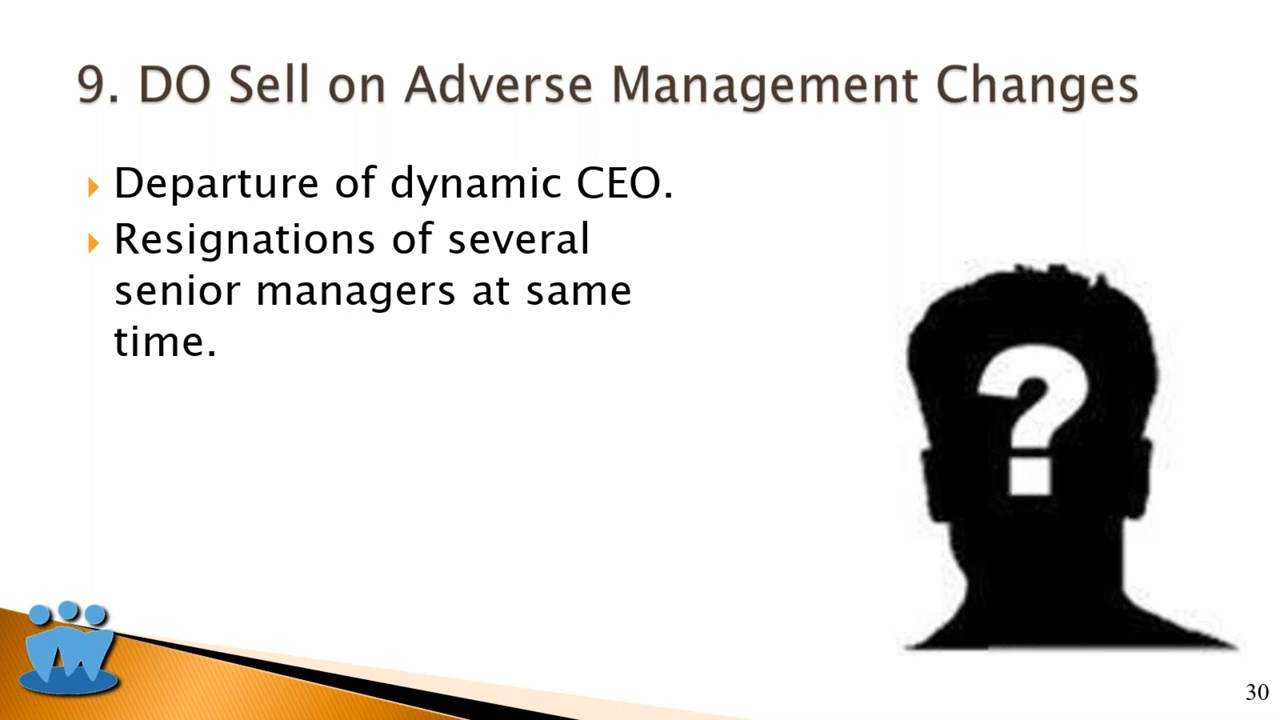 9. DO Sell on Adverse Management Changes
Departure of dynamic CEO.
Resignations of several
senior managers at same
time.
?
30